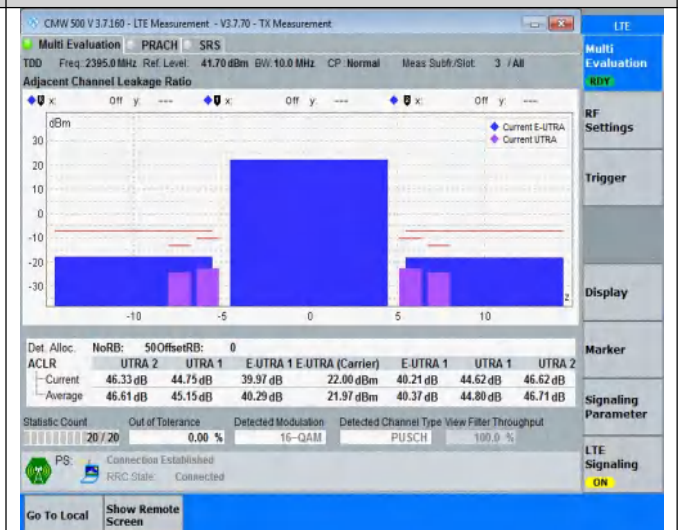 CMW 500 V 3.7.160 - LTE Measurement - V3.7.70 - TX Measurement
LTE
Multi Evaluation PRACH SRS
Multi Evaluation
RDY
TDD Freq: 2395.0 MHz Ref. Level: 41.70 dBm BW: 10.0 MHz CP: Normal Meas Subfr./Slot: 3 / All
Adjacent Channel Leakage Ratio
x: Off y: --- x: Off y: --- x: Off y: ---
dBm
Current E-UTRA
Current UTRA
RF Settings
30
20
Trigger
10
0
-10
-20
-30
z
Display
-10 -5 0 5 10
Det. Alloc. NoRB: 50 OffsetRB: 0
Marker
ACLR UTRA 2 UTRA 1 E-UTRA 1 E-UTRA (Carrier) E-UTRA 1 UTRA 1 UTRA 2
Current 46.33 dB 44.75 dB 39.97 dB 22.00 dBm 40.21 dB 44.62 dB 46.62 dB
Average 46.61 dB 45.15 dB 40.29 dB 21.97 dBm 40.37 dB 44.80 dB 46.71 dB
Signaling Parameter
Statistic Count Out of Tolerance Detected Modulation Detected Channel Type View Filter Throughput
20 / 20 0.00 % 16-QAM PUSCH 100.0 %
PS: Connection Established
RRC State: Connected
LTE Signaling
ON
Go To Local
Show Remote Screen